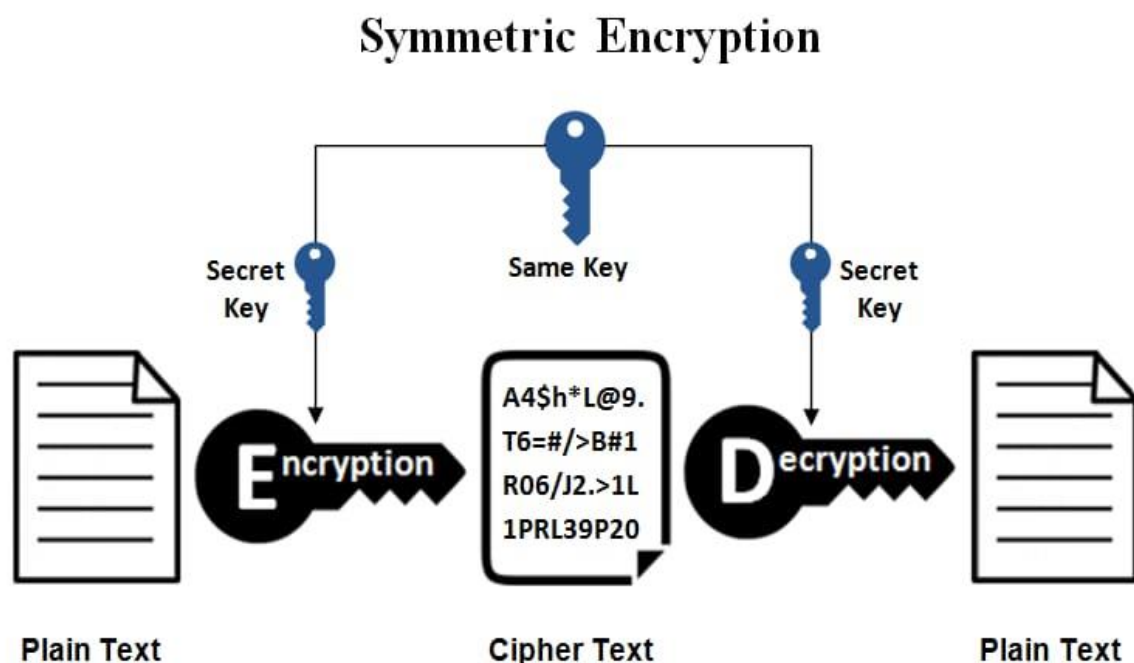 Symmetric Encryption
Same Key
Secret
Key
Secret
Key
Encryption
A4$h*L@9.
T6=#/>B#1
R06/J2.>1L
1PRL39P20
Decryption
Plain Text
Cipher Text
Plain Text